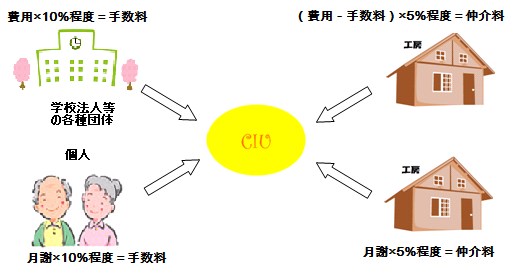 費用×10%程度＝手数料
(費用-手数料)×5%程度＝仲介料
工房
学校法人等
の各種団体
CIU
個人
工房
月謝×10%程度＝手数料
月謝×5%程度＝仲介料